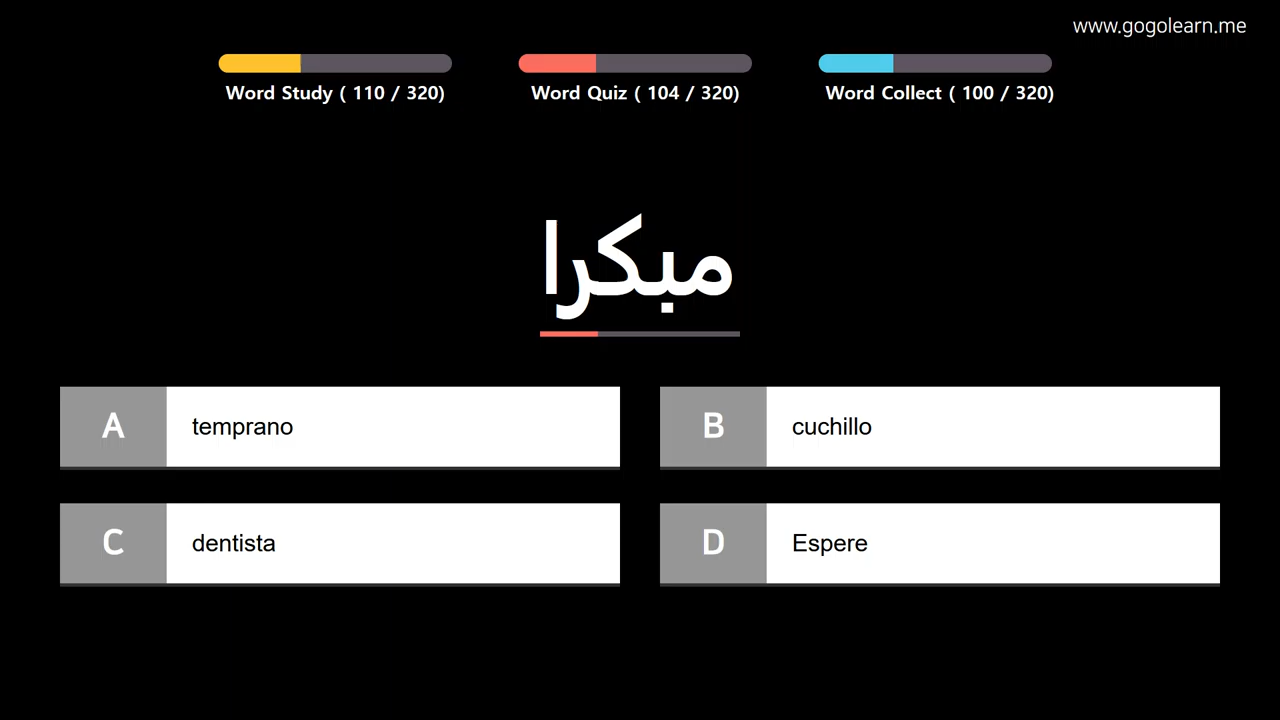 www.gogolearn.me
Word Study ( 110 / 320)
Word Quiz ( 104 / 320)
Word Collect ( 100 / 320)
مبكرا
A temprano
B cuchillo
C dentista
D Espere